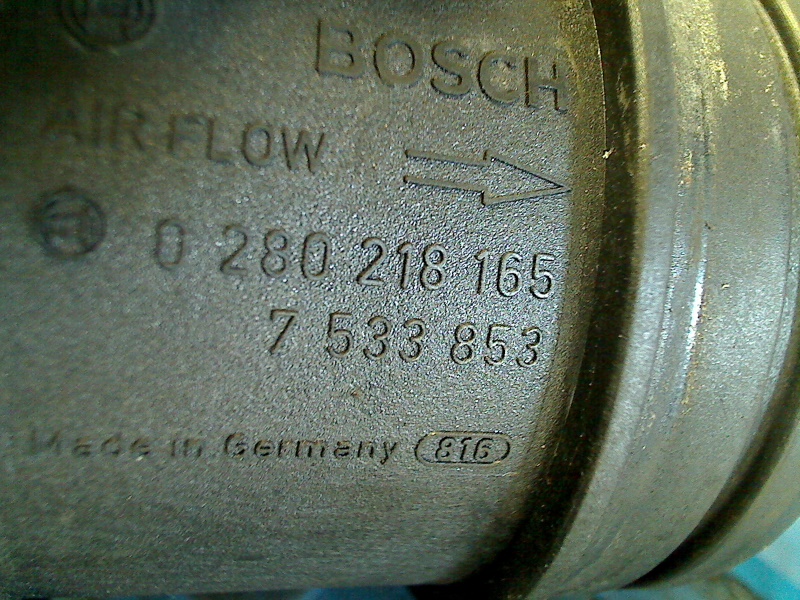 BOSCH
AIR FLOW
0 280 218 165
7 533 853
Made in Germany 816